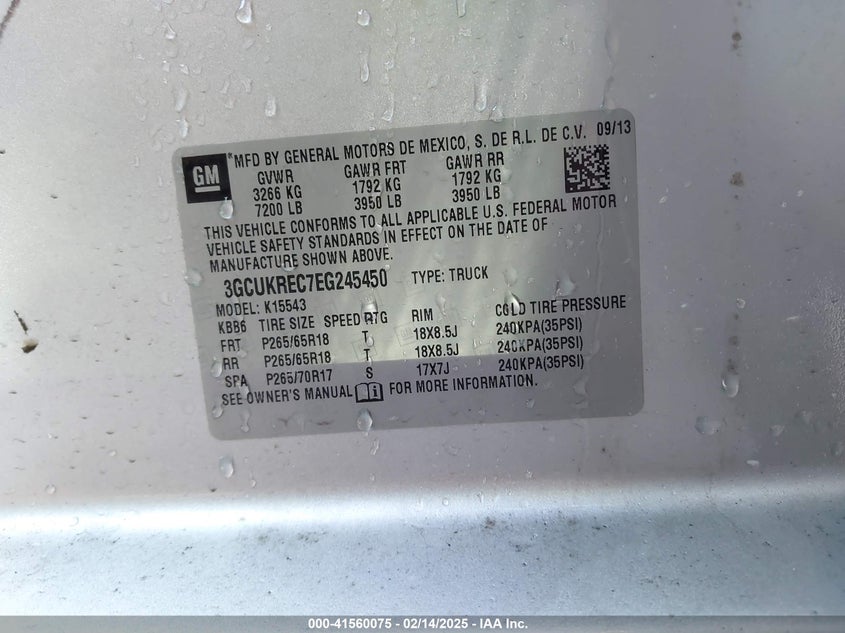 GM
*MFD BY GENERAL MOTORS DE MEXICO, S. DE R.L. DE C.V. 09/13
GVWR GAWR FRT GAWR RR
3266 KG 1792 KG 1792 KG
7200 LB 3950 LB 3950 LB
THIS VEHICLE CONFORMS TO ALL APPLICABLE U.S. FEDERAL MOTOR
VEHICLE SAFETY STANDARDS IN EFFECT ON THE DATE OF
MANUFACTURE SHOWN ABOVE.
3GCUKREC7EG245450 TYPE: TRUCK
MODEL: K15543
KBB6 TIRE SIZE SPEED RTG RIM COLD TIRE PRESSURE
FRT P265/65R18 T 18X8.5J 240KPA(35PSI)
RR P265/65R18 T 18X8.5J 240KPA(35PSI)
SPA P265/70R17 S 17X7J 240KPA(35PSI)
SEE OWNER'S MANUAL i FOR MORE INFORMATION.
000-41560075 - 02/14/2025 - IAA Inc.